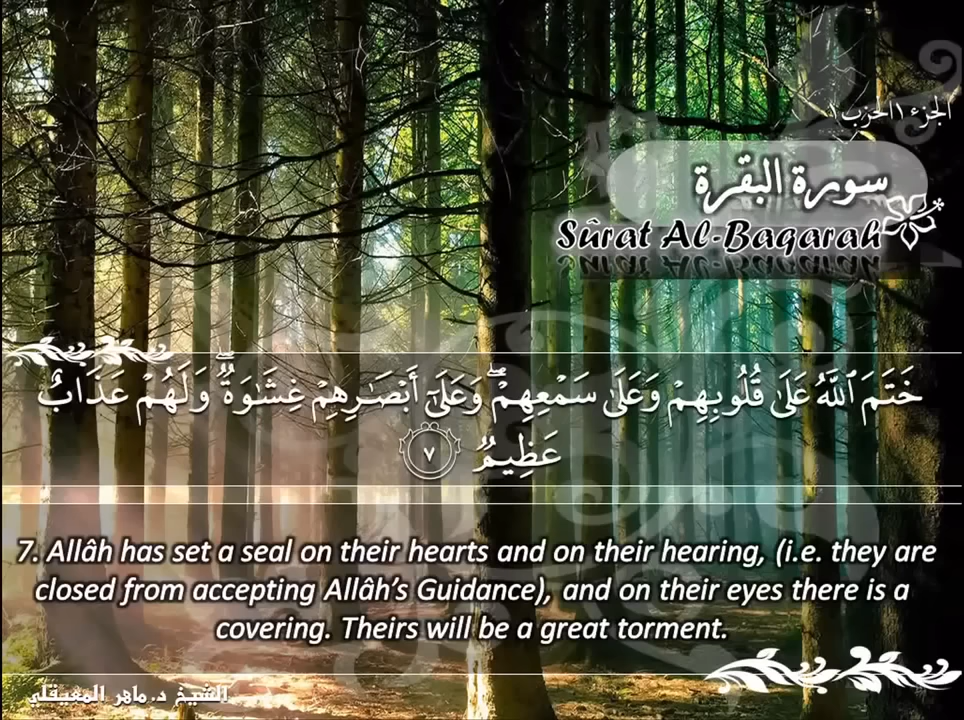 الجزء ١ الحزب ١
سورة البقرة
Sûrat Al-Baqarah
خَتَمَ ٱللَّهُ عَلَىٰ قُلُوبِهِمْ وَعَلَىٰ سَمْعِهِمْ ۖ وَعَلَىٰٓ أَبْصَـٰرِهِمْ غِشَـٰوَةٌ ۖ وَلَهُمْ عَذَابٌ
عَظِيمٌ ٧
7. Allâh has set a seal on their hearts and on their hearing, (i.e. they are
closed from accepting Allâh’s Guidance), and on their eyes there is a
covering. Theirs will be a great torment.
الشيخ د. ماهر المعيقلي